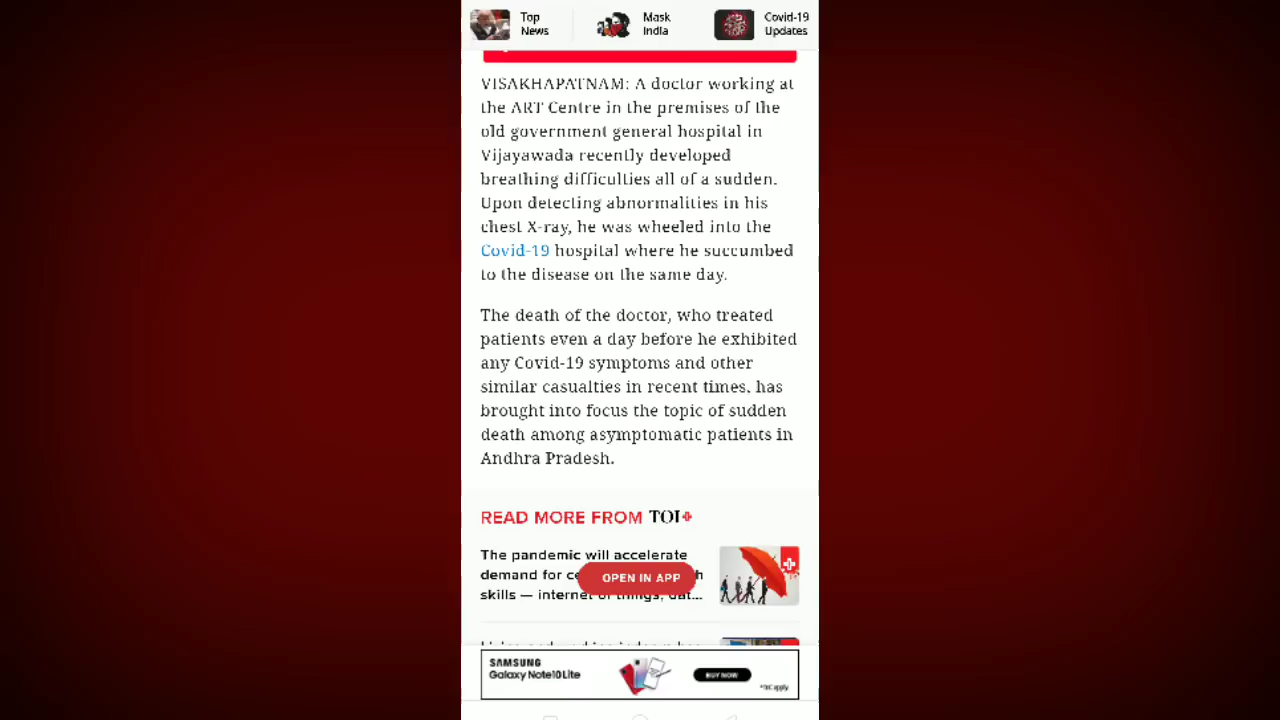 Top News
Mask India
Covid-19 Updates
VISAKHAPATNAM: A doctor working at
the ART Centre in the premises of the
old government general hospital in
Vijayawada recently developed
breathing difficulties all of a sudden.
Upon detecting abnormalities in his
chest X-ray, he was wheeled into the
Covid-19 hospital where he succumbed
to the disease on the same day.
The death of the doctor, who treated
patients even a day before he exhibited
any Covid-19 symptoms and other
similar casualties in recent times, has
brought into focus the topic of sudden
death among asymptomatic patients in
Andhra Pradesh.
READ MORE FROM TOI+
The pandemic will accelerate
demand for
skills — internet of things,
OPEN IN APP
SAMSUNG
Galaxy Note10 Lite
BUY NOW
*T&C apply